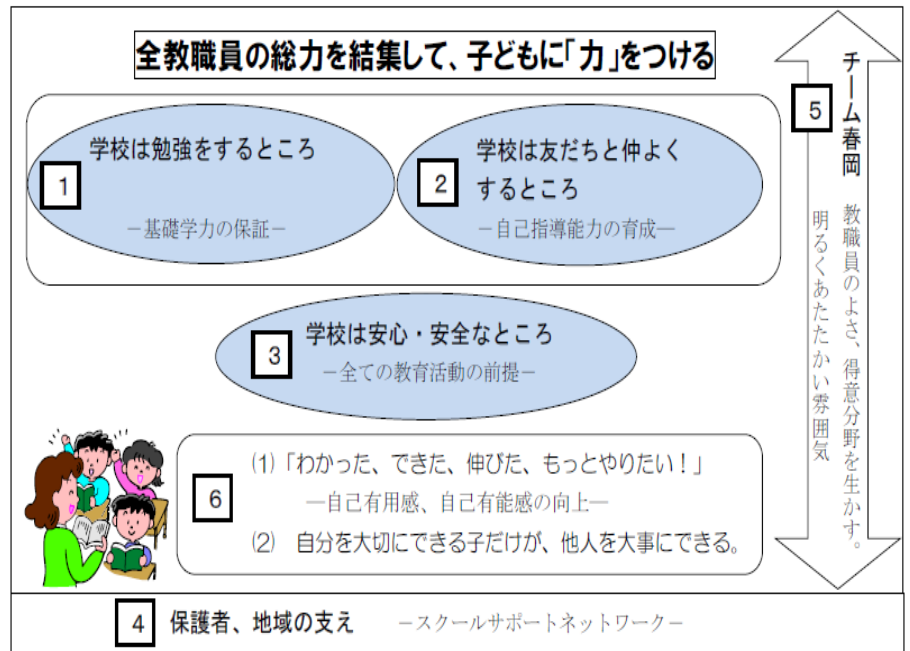 全教職員の総力を結集して、子どもに「力」をつける
1
学校は勉強をするところ
－基礎学力の保証－
2
学校は友だちと仲よく
するところ
－自己指導能力の育成―
3
学校は安心・安全なところ
－全ての教育活動の前提－
5
チーム春岡　教職員のよさ、得意分野を生かす。
明るくあたたかい雰囲気
6
(1)「わかった、できた、伸びた、もっとやりたい！」
―自己有用感、自己有能感の向上―
(2)　自分を大切にできる子だけが、他人を大事にできる。
4
保護者、地域の支え　－スクールサポートネットワーク－